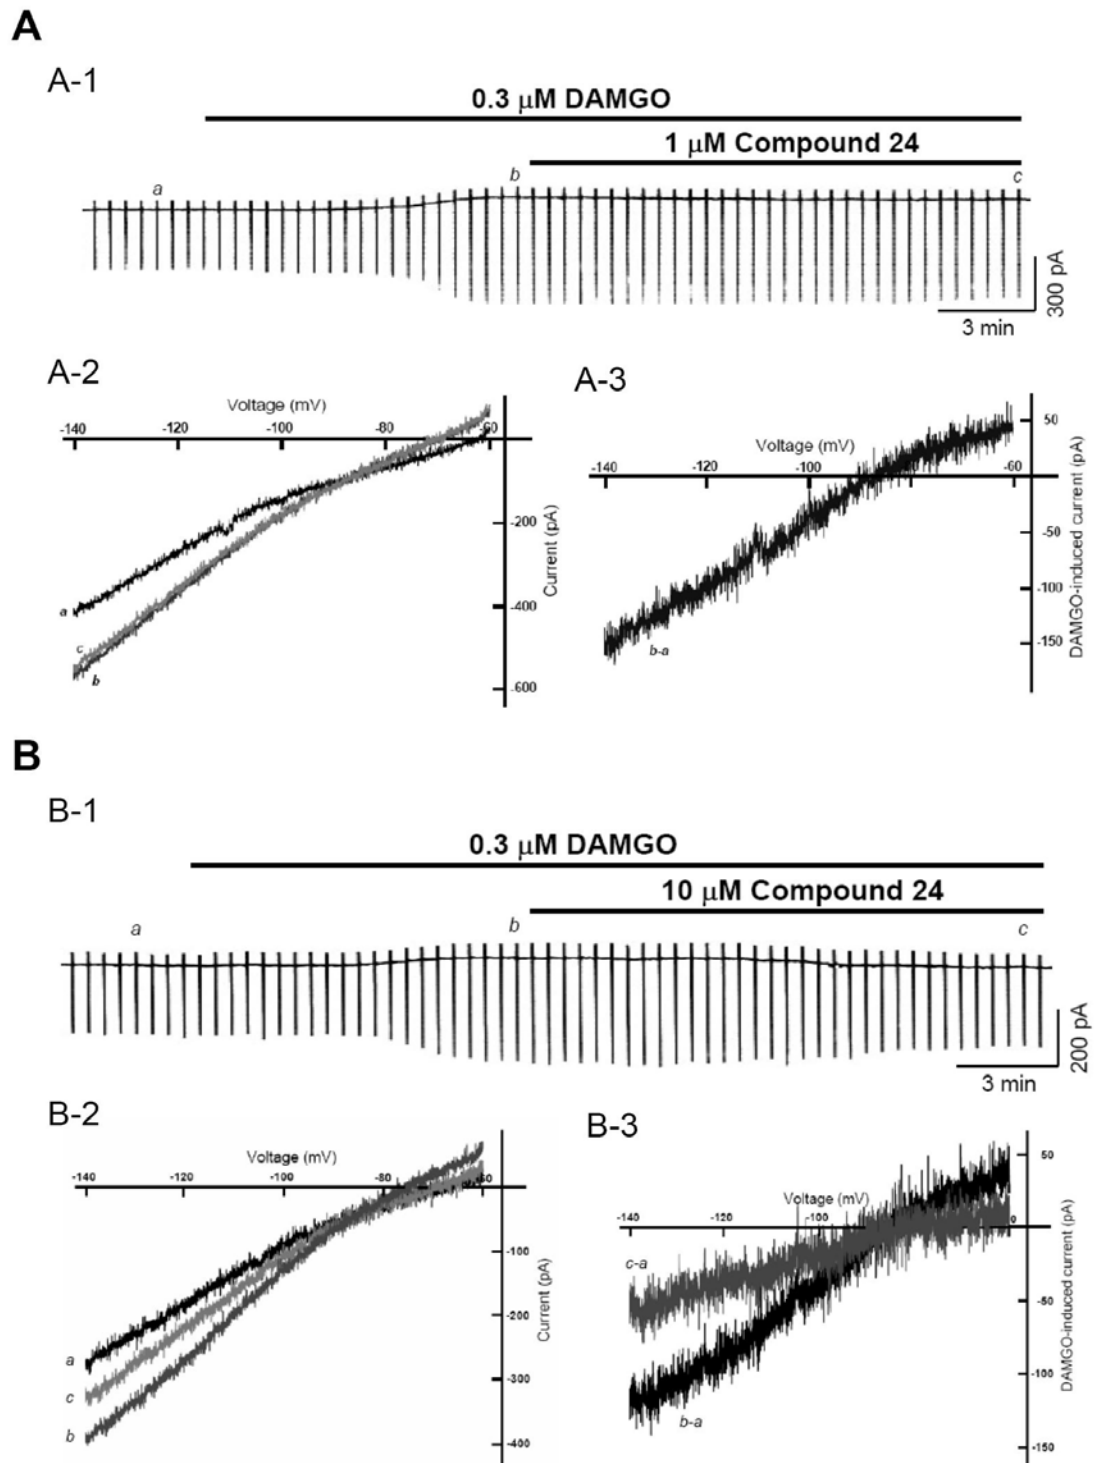 A
A-1
0.3 μM DAMGO
1 μM Compound 24
a
b
c
300 pA
3 min
A-2
Voltage (mV)
-140
-120
-100
-80
-60
-200
-400
-600
Current (pA)
a
c
b
A-3
Voltage (mV)
-140
-120
-100
-60
50
-50
-100
-150
DAMGO-induced current (pA)
b-a
B
B-1
0.3 μM DAMGO
10 μM Compound 24
a
b
c
200 pA
3 min
B-2
Voltage (mV)
-140
-120
-100
-80
-60
-100
-200
-300
-400
Current (pA)
a
c
b
B-3
Voltage (mV)
-140
-120
-100
0
50
-50
-100
-150
DAMGO-induced current (pA)
c-a
b-a